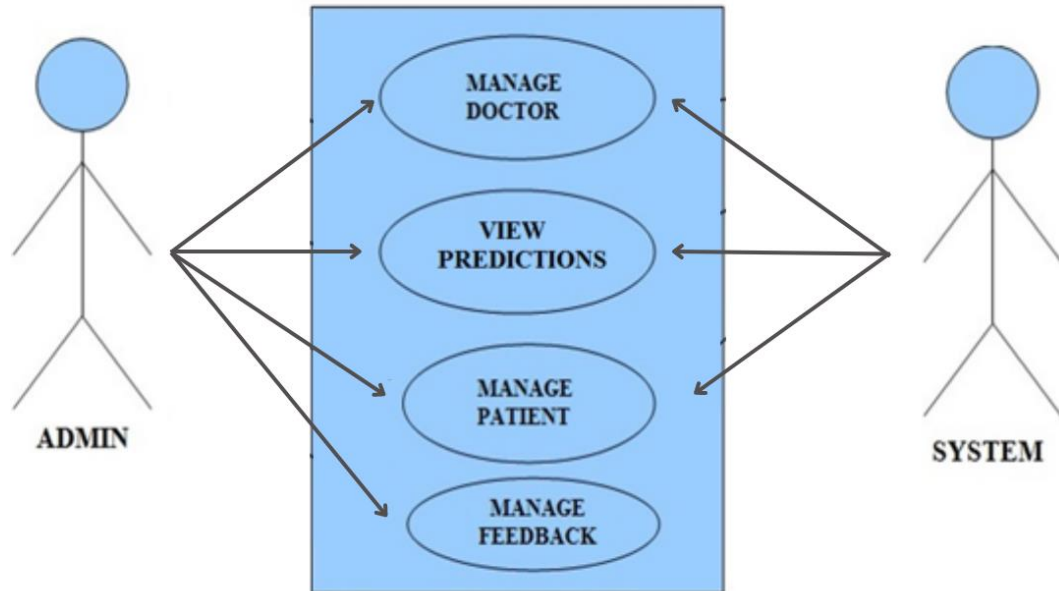 MANAGE
DOCTOR
VIEW
PREDICTIONS
MANAGE
PATIENT
MANAGE
FEEDBACK
ADMIN
SYSTEM